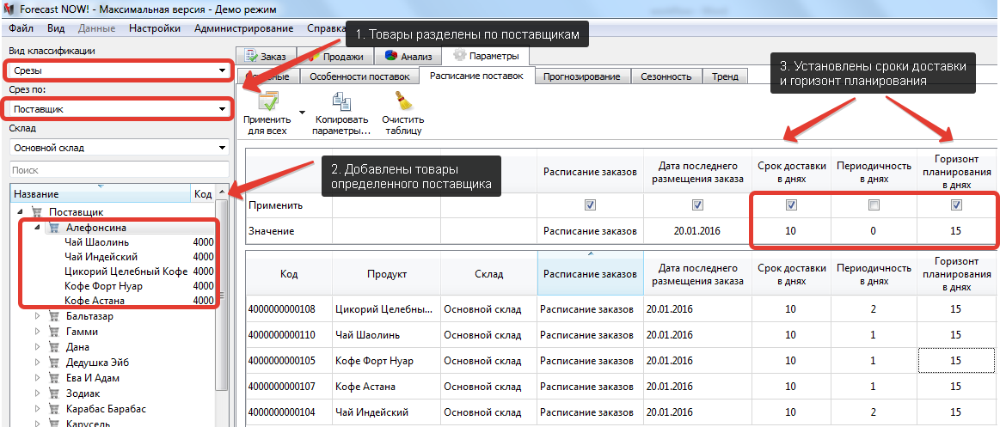 Forecast NOW! - Максимальная версия - Демо режим
Файл Вид Данные Настройки Администрирование Справка
1. Товары разделены по поставщикам
Вид классификации
Срезы
Срез по:
Поставщик
Склад
Основной склад
Поиск
Название Код
Поставщик
Алефонсина
Чай Шаолинь 4000
Чай Индейский 4000
Цикорий Целебный Кофе 4000
Кофе Форт Нуар 4000
Кофе Астана 4000
Бальтазар
Гамми
Дана
Дедушка Эйб
Ева И Адам
Зодиак
Карабас Барабас
Карусель
Заказ Продажи Анализ Параметры
Особенности поставок Расписание поставок Прогнозирование Сезонность Тренд
Применить для всех
Копировать параметры...
Очистить таблицу
2. Добавлены товары
определенного поставщика
3. Установлены сроки доставки
и горизонт планирования
Расписание заказов Дата последнего размещения заказа Срок доставки в днях Периодичность в днях Горизонт планирования в днях
Применить
Значение Расписание заказов 20.01.2016 10 0 15
Код Продукт Склад Расписание заказов Дата последнего размещения заказа Срок доставки в днях Периодичность в днях Горизонт планирования в днях
4000000000108 Цикорий Целебны... Основной склад Расписание заказов 20.01.2016 10 2 15
4000000000110 Чай Шаолинь Основной склад Расписание заказов 20.01.2016 10 1 15
4000000000105 Кофе Форт Нуар Основной склад Расписание заказов 20.01.2016 10 1 15
4000000000107 Кофе Астана Основной склад Расписание заказов 20.01.2016 10 1 15
4000000000104 Чай Индейский Основной склад Расписание заказов 20.01.2016 10 2 15